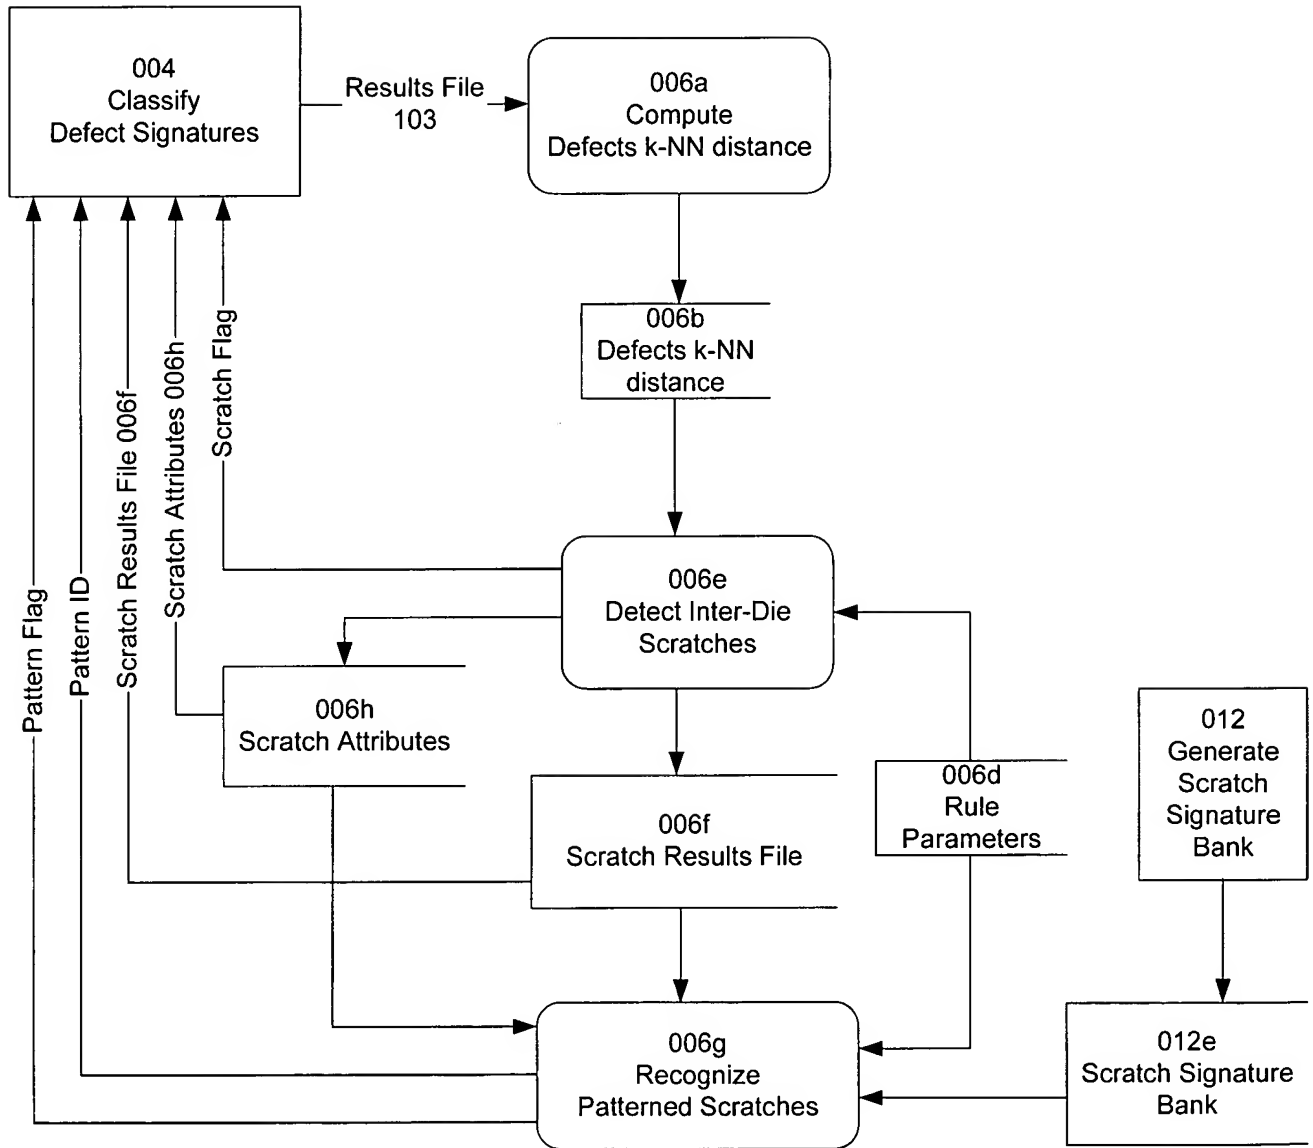 004
Classify
Defect Signatures
Results File
103
006a
Compute
Defects k-NN distance
006b
Defects k-NN
distance
Pattern Flag
Pattern ID
Scratch Results File 006f
Scratch Attributes 006h
Scratch Flag
006e
Detect Inter-Die
Scratches
006h
Scratch Attributes
006f
Scratch Results File
006d
Rule
Parameters
012
Generate
Scratch
Signature
Bank
006g
Recognize
Patterned Scratches
012e
Scratch Signature
Bank